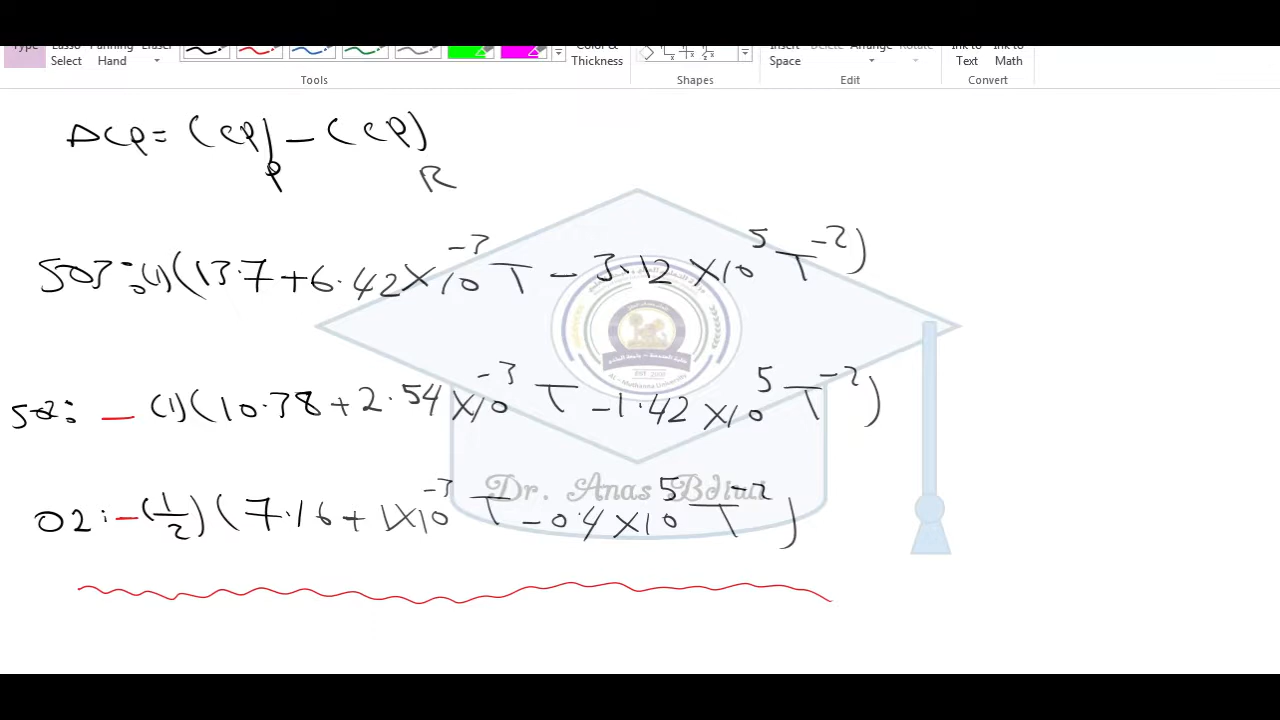 Type Lasso Panning Eraser Color & Insert Delete Arrange Rotate Ink to Ink to
Select Hand Thickness Space Text Math
Tools Shapes Edit Convert
ΔCp = (Cp)P - (Cp)R
SO3: (1)(13.7 + 6.42 × 10^-3 T - 3.12 × 10^5 T^-2)
SO2: - (1)(10.38 + 2.54 × 10^-3 T - 1.42 × 10^5 T^-2)
Dr. Anas Bdiui
O2: - (1/2)(7.16 + 1 × 10^-3 T - 0.4 × 10^5 T^-2)